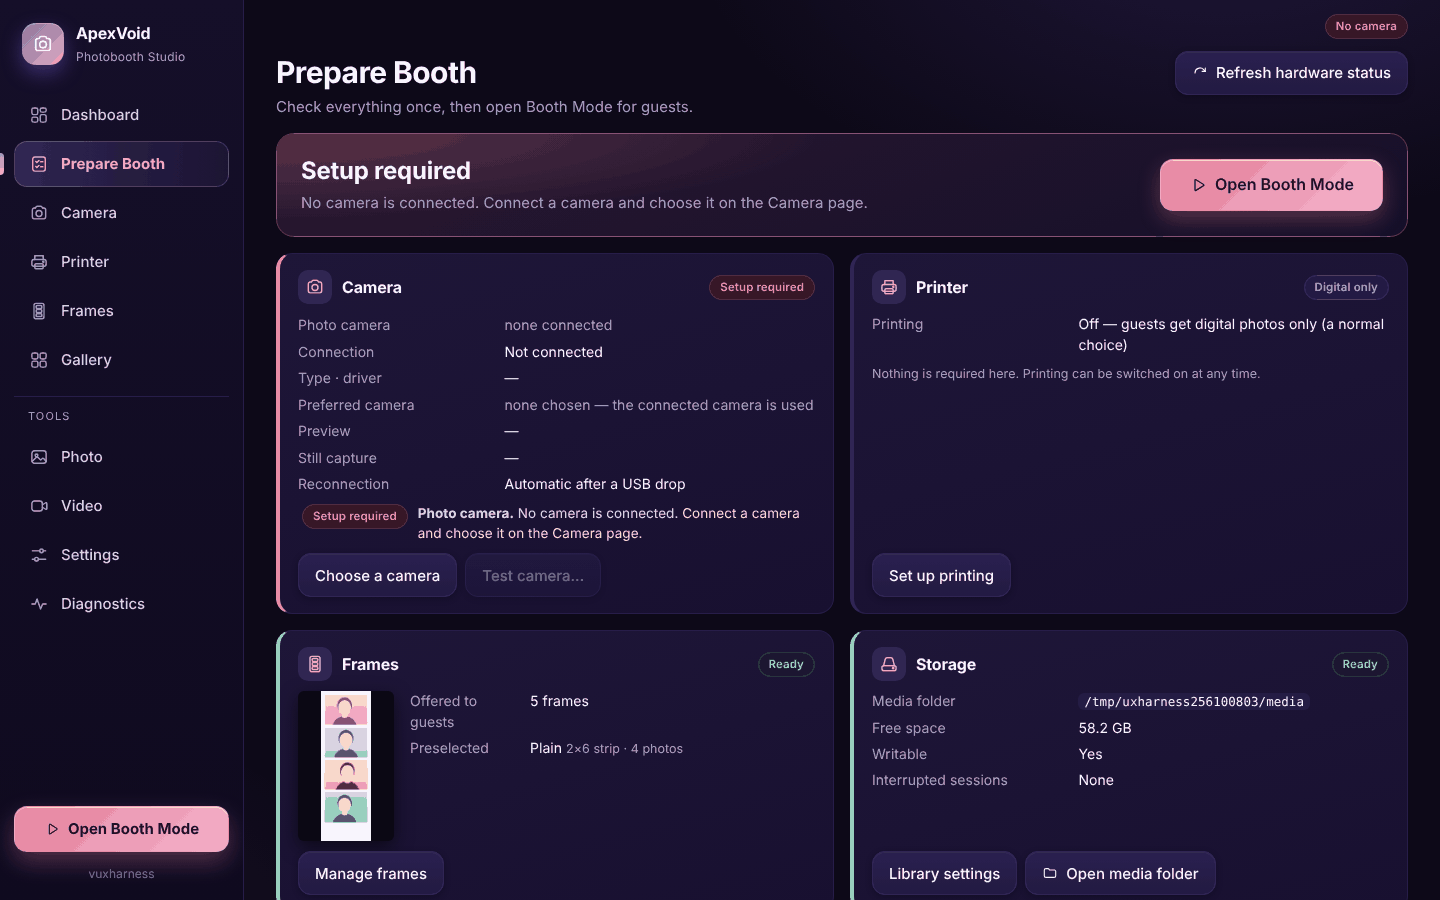 ApexVoid
Photobooth Studio
Dashboard
Prepare Booth
Camera
Printer
Frames
Gallery
TOOLS
Photo
Video
Settings
Diagnostics
Open Booth Mode
vuxharness
No camera
Prepare Booth
Check everything once, then open Booth Mode for guests.
Refresh hardware status
Setup required
No camera is connected. Connect a camera and choose it on the Camera page.
Open Booth Mode
Camera
Setup required
Photo camera none connected
Connection Not connected
Type · driver —
Preferred camera none chosen — the connected camera is used
Preview —
Still capture —
Reconnection Automatic after a USB drop
Setup required
Photo camera. No camera is connected. Connect a camera
and choose it on the Camera page.
Choose a camera
Test camera...
Printer
Digital only
Printing Off — guests get digital photos only (a normal
choice)
Nothing is required here. Printing can be switched on at any time.
Set up printing
Frames
Ready
Offered to
guests
5 frames
Preselected Plain 2×6 strip · 4 photos
Manage frames
Storage
Ready
Media folder /tmp/uxharness256100803/media
Free space 58.2 GB
Writable Yes
Interrupted sessions None
Library settings
Open media folder